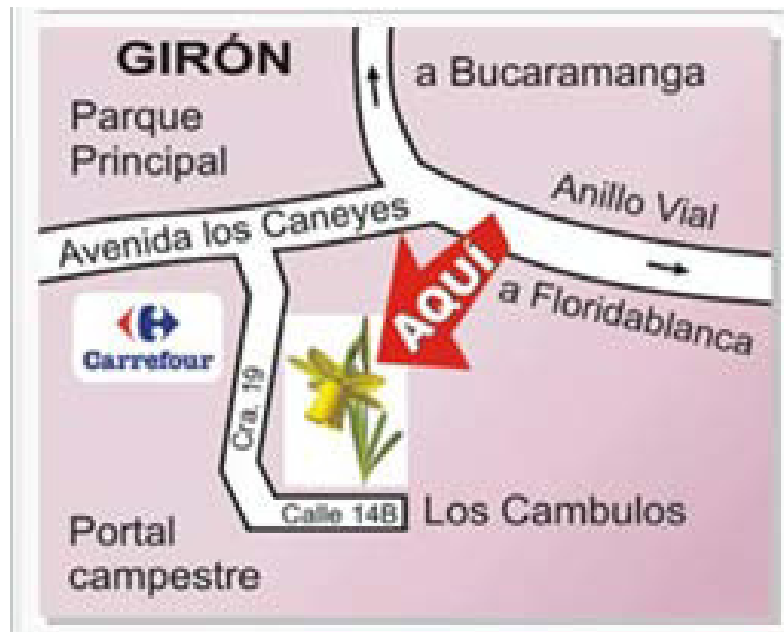 GIRÓN
a Bucaramanga
Parque
Principal
Anillo Vial
Avenida los Caneyes
AQUÍ
a Floridablanca
Carrefour
Cra. 19
Calle 14B
Los Cambulos
Portal
campestre